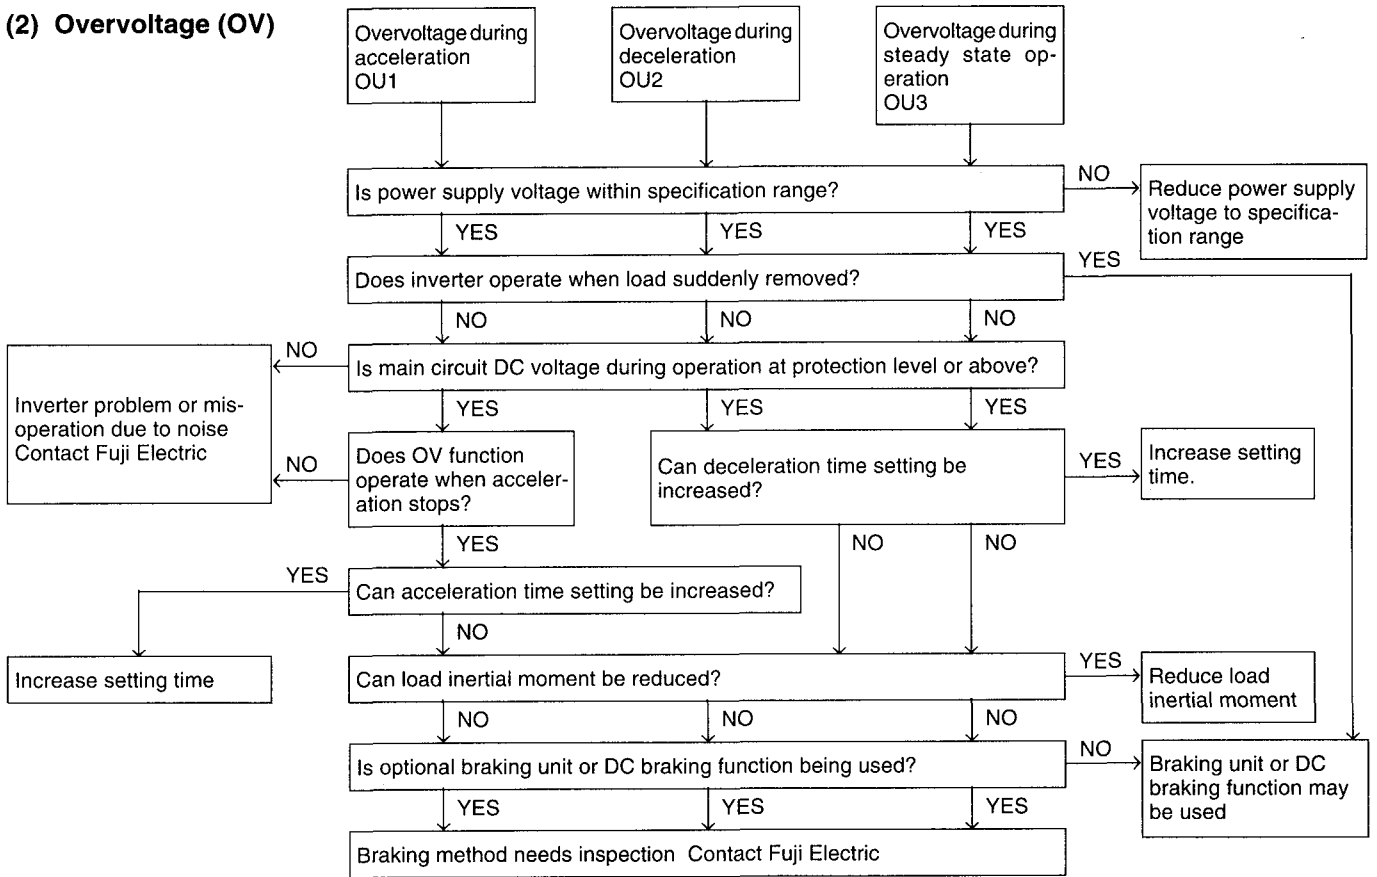 (2) Overvoltage (OV)
Overvoltage during
acceleration
OU1
Overvoltage during
deceleration
OU2
Overvoltage during
steady state op-
eration
OU3
Is power supply voltage within specification range?
NO
Reduce power supply
voltage to specifica-
tion range
YES
YES
YES
Does inverter operate when load suddenly removed?
YES
NO
NO
NO
Is main circuit DC voltage during operation at protection level or above?
NO
Inverter problem or mis-
operation due to noise
Contact Fuji Electric
YES
YES
YES
Does OV function
operate when acceler-
ation stops?
NO
Can deceleration time setting be
increased?
YES
Increase setting
time.
YES
NO
NO
Can acceleration time setting be increased?
YES
Increase setting time
NO
Can load inertial moment be reduced?
YES
Reduce load
inertial moment
NO
NO
NO
Is optional braking unit or DC braking function being used?
NO
Braking unit or DC
braking function may
be used
YES
YES
YES
Braking method needs inspection Contact Fuji Electric